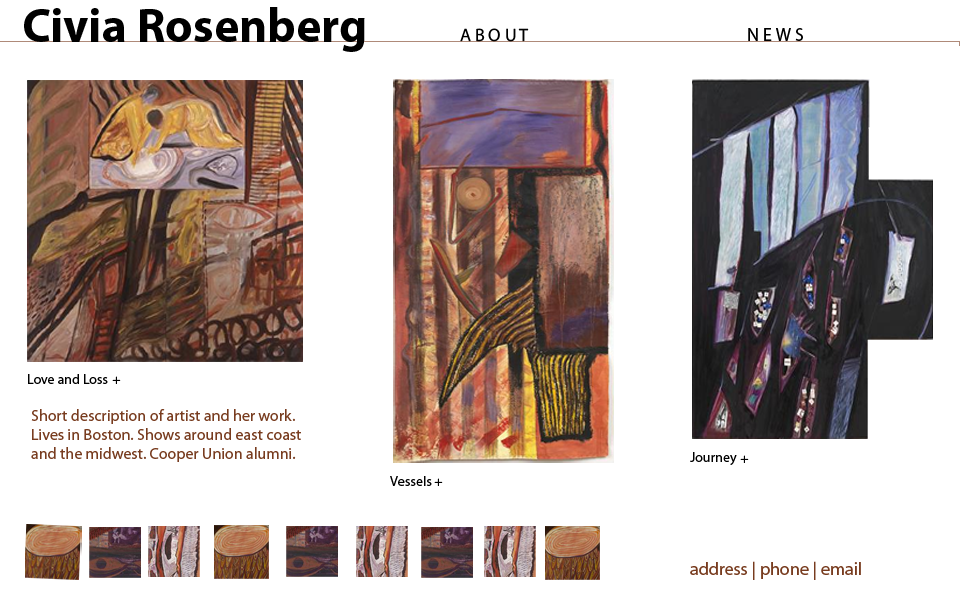 Civia Rosenberg
ABOUT
NEWS
Love and Loss +
Short description of artist and her work.
Lives in Boston. Shows around east coast
and the midwest. Cooper Union alumni.
Vessels +
Journey +
address | phone | email